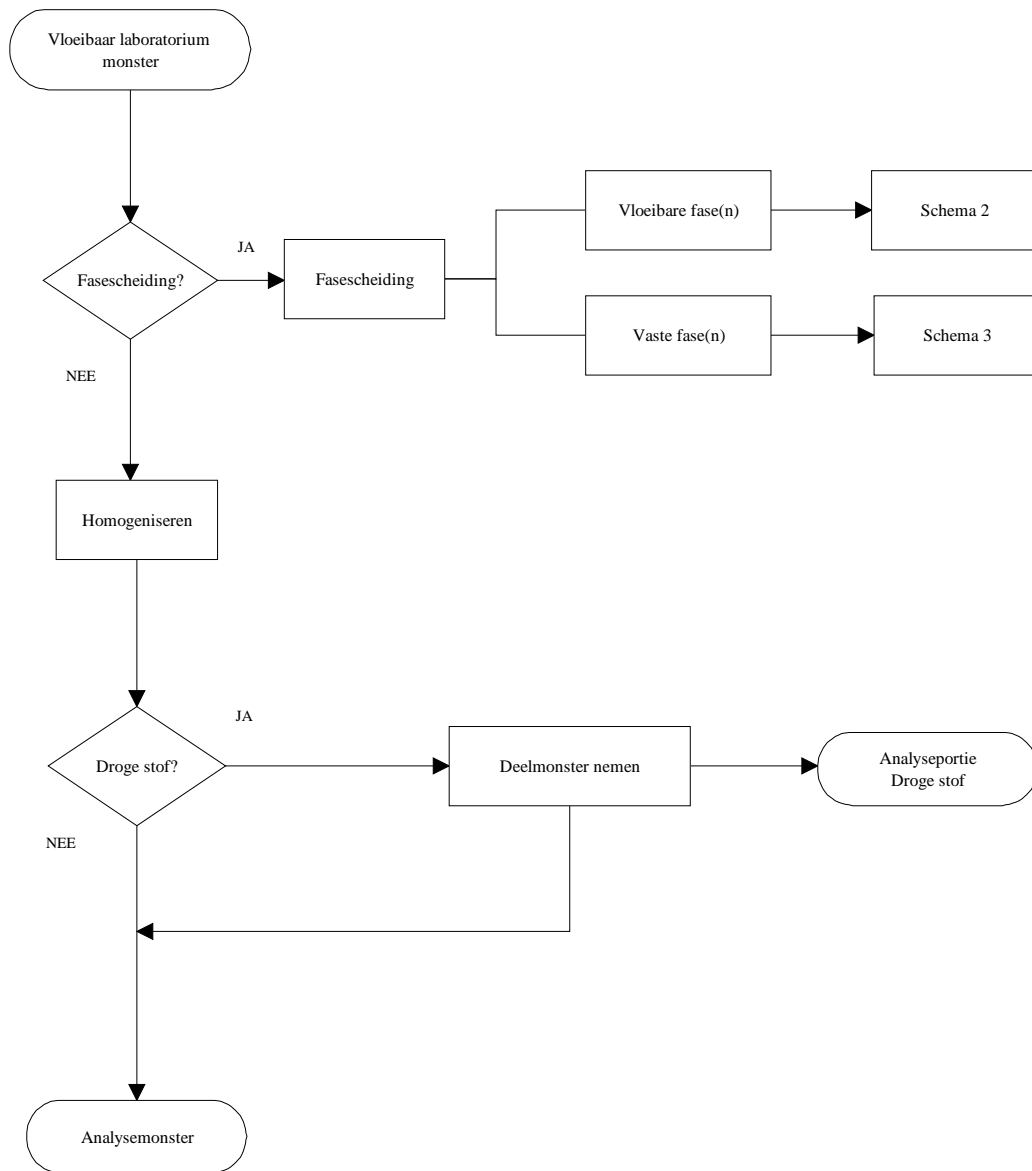 Vloeibaar laboratorium
monster
Vloeibare fase(n)
Schema 2
JA
Fasescheiding?
Fasescheiding
Vaste fase(n)
Schema 3
NEE
Homogeniseren
JA
Droge stof?
Deelmonster nemen
Analyseportie
Droge stof
NEE
Analysemonster